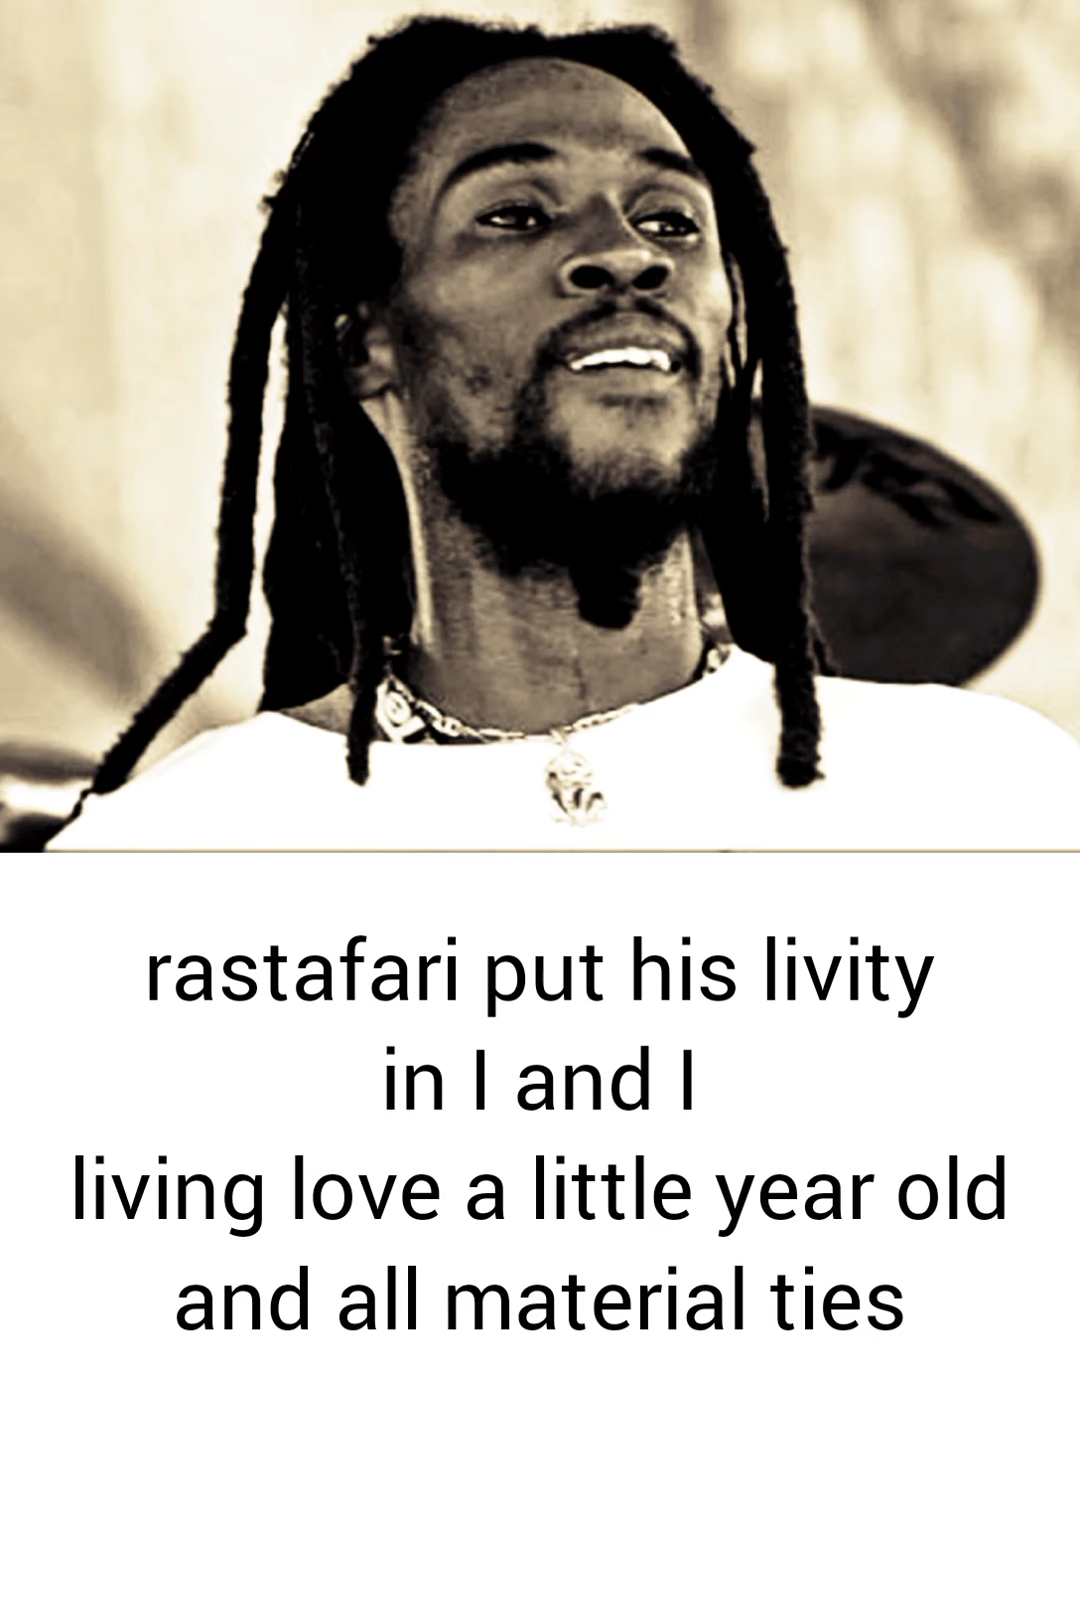 rastafari put his livity
in I and I
living love a little year old
and all material ties